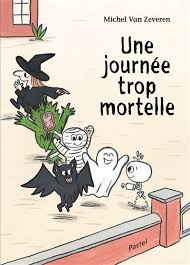 Michel Van Zeveren
Une
journée
trop
mortelle
Pastel